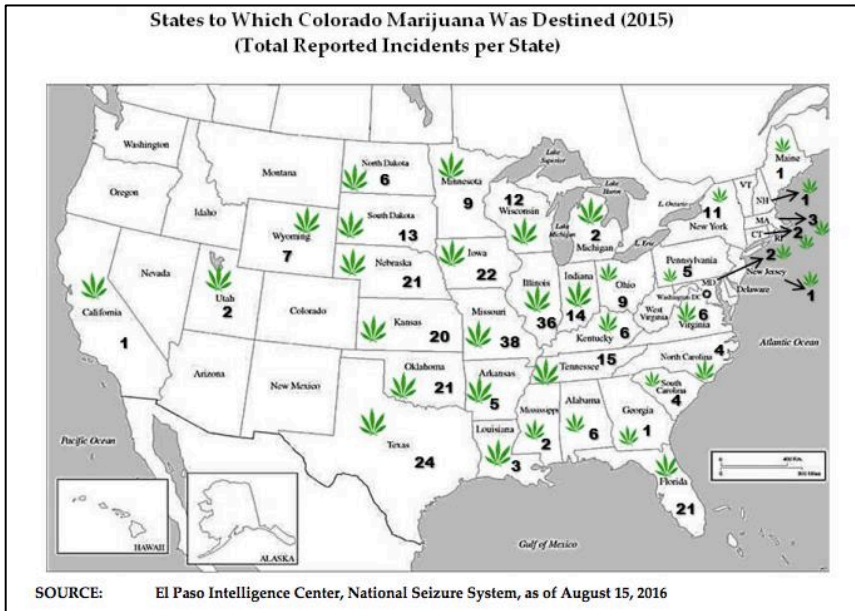 States to Which Colorado Marijuana Was Destined (2015)
(Total Reported Incidents per State)
Washington
Oregon
California
1
Nevada
Idaho
Montana
Wyoming
7
Utah
2
Colorado
Arizona
New Mexico
North Dakota
6
South Dakota
13
Nebraska
21
Kansas
20
Oklahoma
21
Texas
24
Minnesota
9
Iowa
22
Missouri
38
Arkansas
5
Louisiana
3
12
Wisconsin
Illinois
36
Michigan
2
Indiana
14
Ohio
9
Kentucky
6
Tennessee
15
Mississippi
2
Alabama
6
Georgia
1
Florida
21
South
Carolina
4
North Carolina
4
Virginia
6
West
Virginia
Washington DC
MD
2
Delaware
New Jersey
1
Pennsylvania
5
New York
11
VT
NH
1
MA
3
CT
2
RI
Maine
1
Lake
Superior
Lake
Michigan
Lake
Huron
L. Ontario
L. Erie
Pacific Ocean
Atlantic Ocean
Gulf of Mexico
HAWAII
ALASKA
SOURCE: El Paso Intelligence Center, National Seizure System, as of August 15, 2016